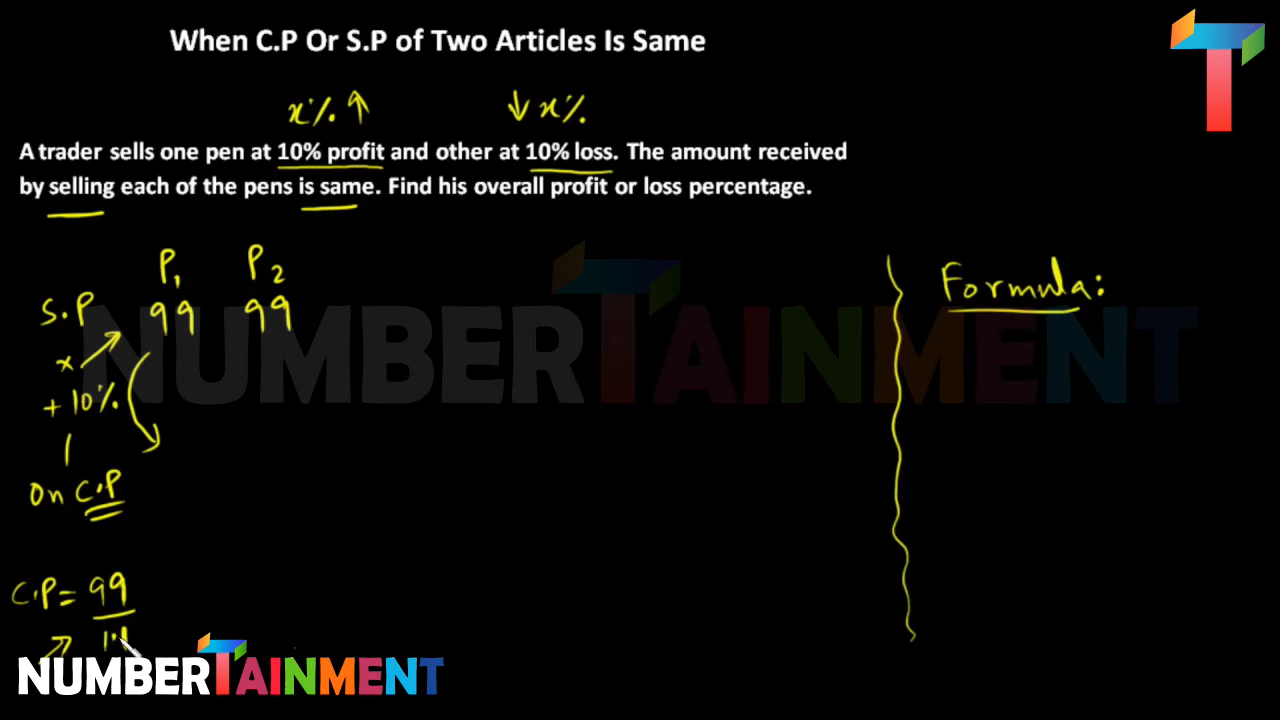 When C.P Or S.P of Two Articles Is Same
x% ↑ ↓ x%
A trader sells one pen at 10% profit and other at 10% loss. The amount received
by selling each of the pens is same. Find his overall profit or loss percentage.
P1 P2
S.P 99 99
x
+10%
On C.P
C.P = 99
1.1
Formula:
NUMBERTAINMENT
NUMBERTAINMENT
T